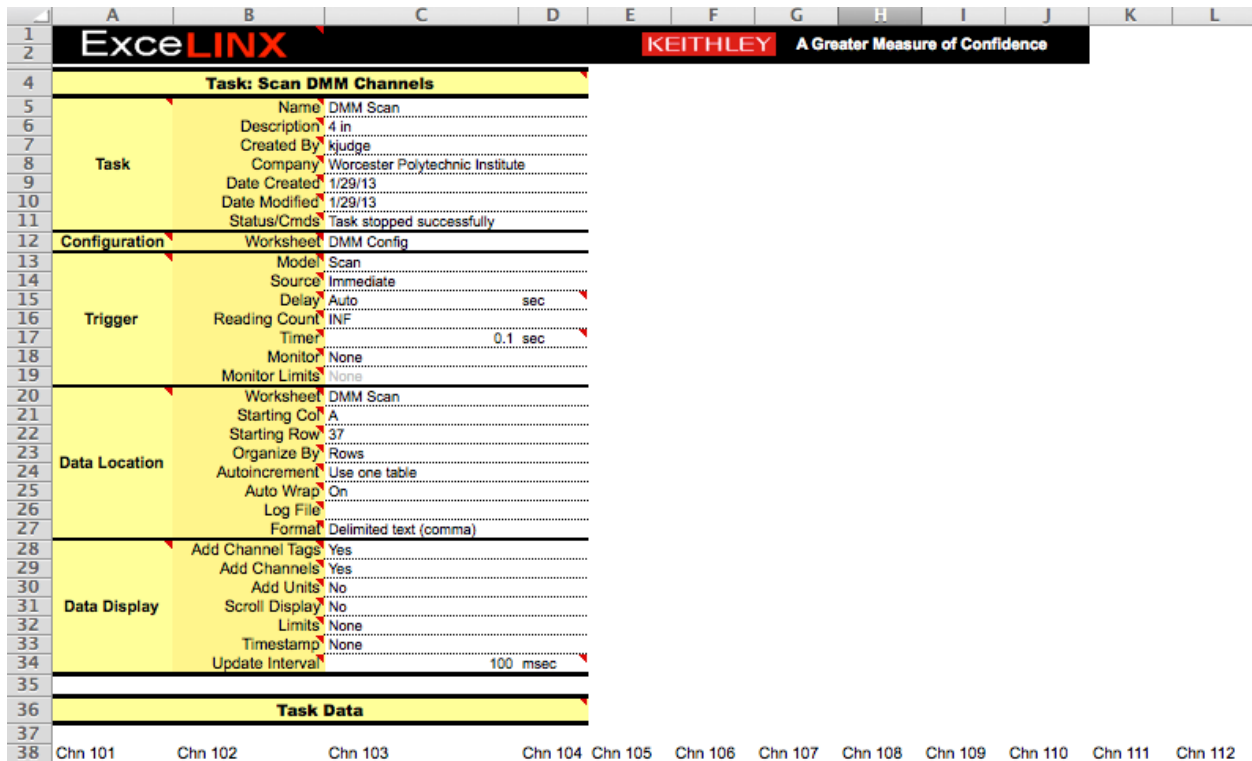 A B C D E F G H I J K L
1 ExceLINX KEITHLEY A Greater Measure of Confidence
2
4 Task: Scan DMM Channels
5 Name DMM Scan
6 Description 4 in
7 Created By kjudge
8 Task Company Worcester Polytechnic Institute
9 Date Created 1/29/13
10 Date Modified 1/29/13
11 Status/Cmds Task stopped successfully
12 Configuration Worksheet DMM Config
13 Model Scan
14 Source Immediate
15 Delay Auto sec
16 Trigger Reading Count INF
17 Timer 0.1 sec
18 Monitor None
19 Monitor Limits None
20 Worksheet DMM Scan
21 Starting Col A
22 Starting Row 37
23 Organize By Rows
24 Data Location Autoincrement Use one table
25 Auto Wrap On
26 Log File
27 Format Delimited text (comma)
28 Add Channel Tags Yes
29 Add Channels Yes
30 Add Units No
31 Data Display Scroll Display No
32 Limits None
33 Timestamp None
34 Update Interval 100 msec
35
36 Task Data
37
38 Chn 101 Chn 102 Chn 103 Chn 104 Chn 105 Chn 106 Chn 107 Chn 108 Chn 109 Chn 110 Chn 111 Chn 112